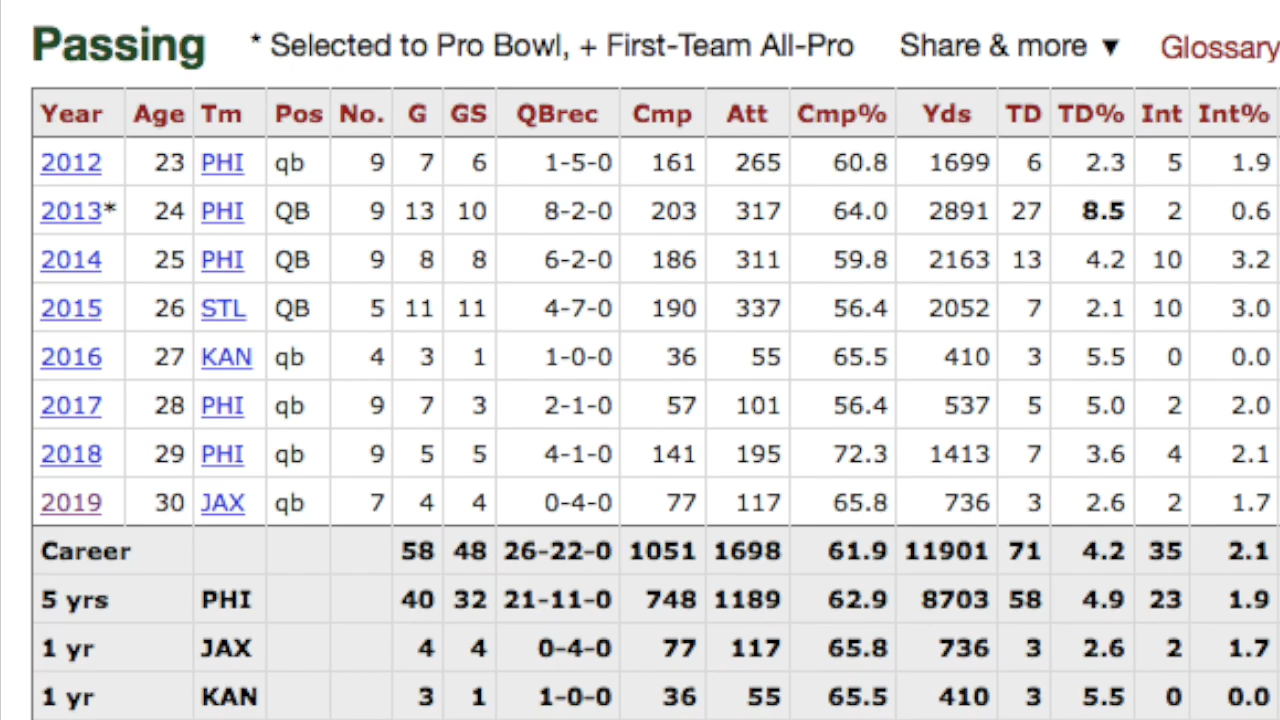 Passing * Selected to Pro Bowl, + First-Team All-Pro Share & more ▼ Glossary
Year Age Tm Pos No. G GS QBrec Cmp Att Cmp% Yds TD TD% Int Int%
2012 23 PHI qb 9 7 6 1-5-0 161 265 60.8 1699 6 2.3 5 1.9
2013* 24 PHI QB 9 13 10 8-2-0 203 317 64.0 2891 27 8.5 2 0.6
2014 25 PHI QB 9 8 8 6-2-0 186 311 59.8 2163 13 4.2 10 3.2
2015 26 STL QB 5 11 11 4-7-0 190 337 56.4 2052 7 2.1 10 3.0
2016 27 KAN qb 4 3 1 1-0-0 36 55 65.5 410 3 5.5 0 0.0
2017 28 PHI qb 9 7 3 2-1-0 57 101 56.4 537 5 5.0 2 2.0
2018 29 PHI qb 9 5 5 4-1-0 141 195 72.3 1413 7 3.6 4 2.1
2019 30 JAX qb 7 4 4 0-4-0 77 117 65.8 736 3 2.6 2 1.7
Career 58 48 26-22-0 1051 1698 61.9 11901 71 4.2 35 2.1
5 yrs PHI 40 32 21-11-0 748 1189 62.9 8703 58 4.9 23 1.9
1 yr JAX 4 4 0-4-0 77 117 65.8 736 3 2.6 2 1.7
1 yr KAN 3 1 1-0-0 36 55 65.5 410 3 5.5 0 0.0